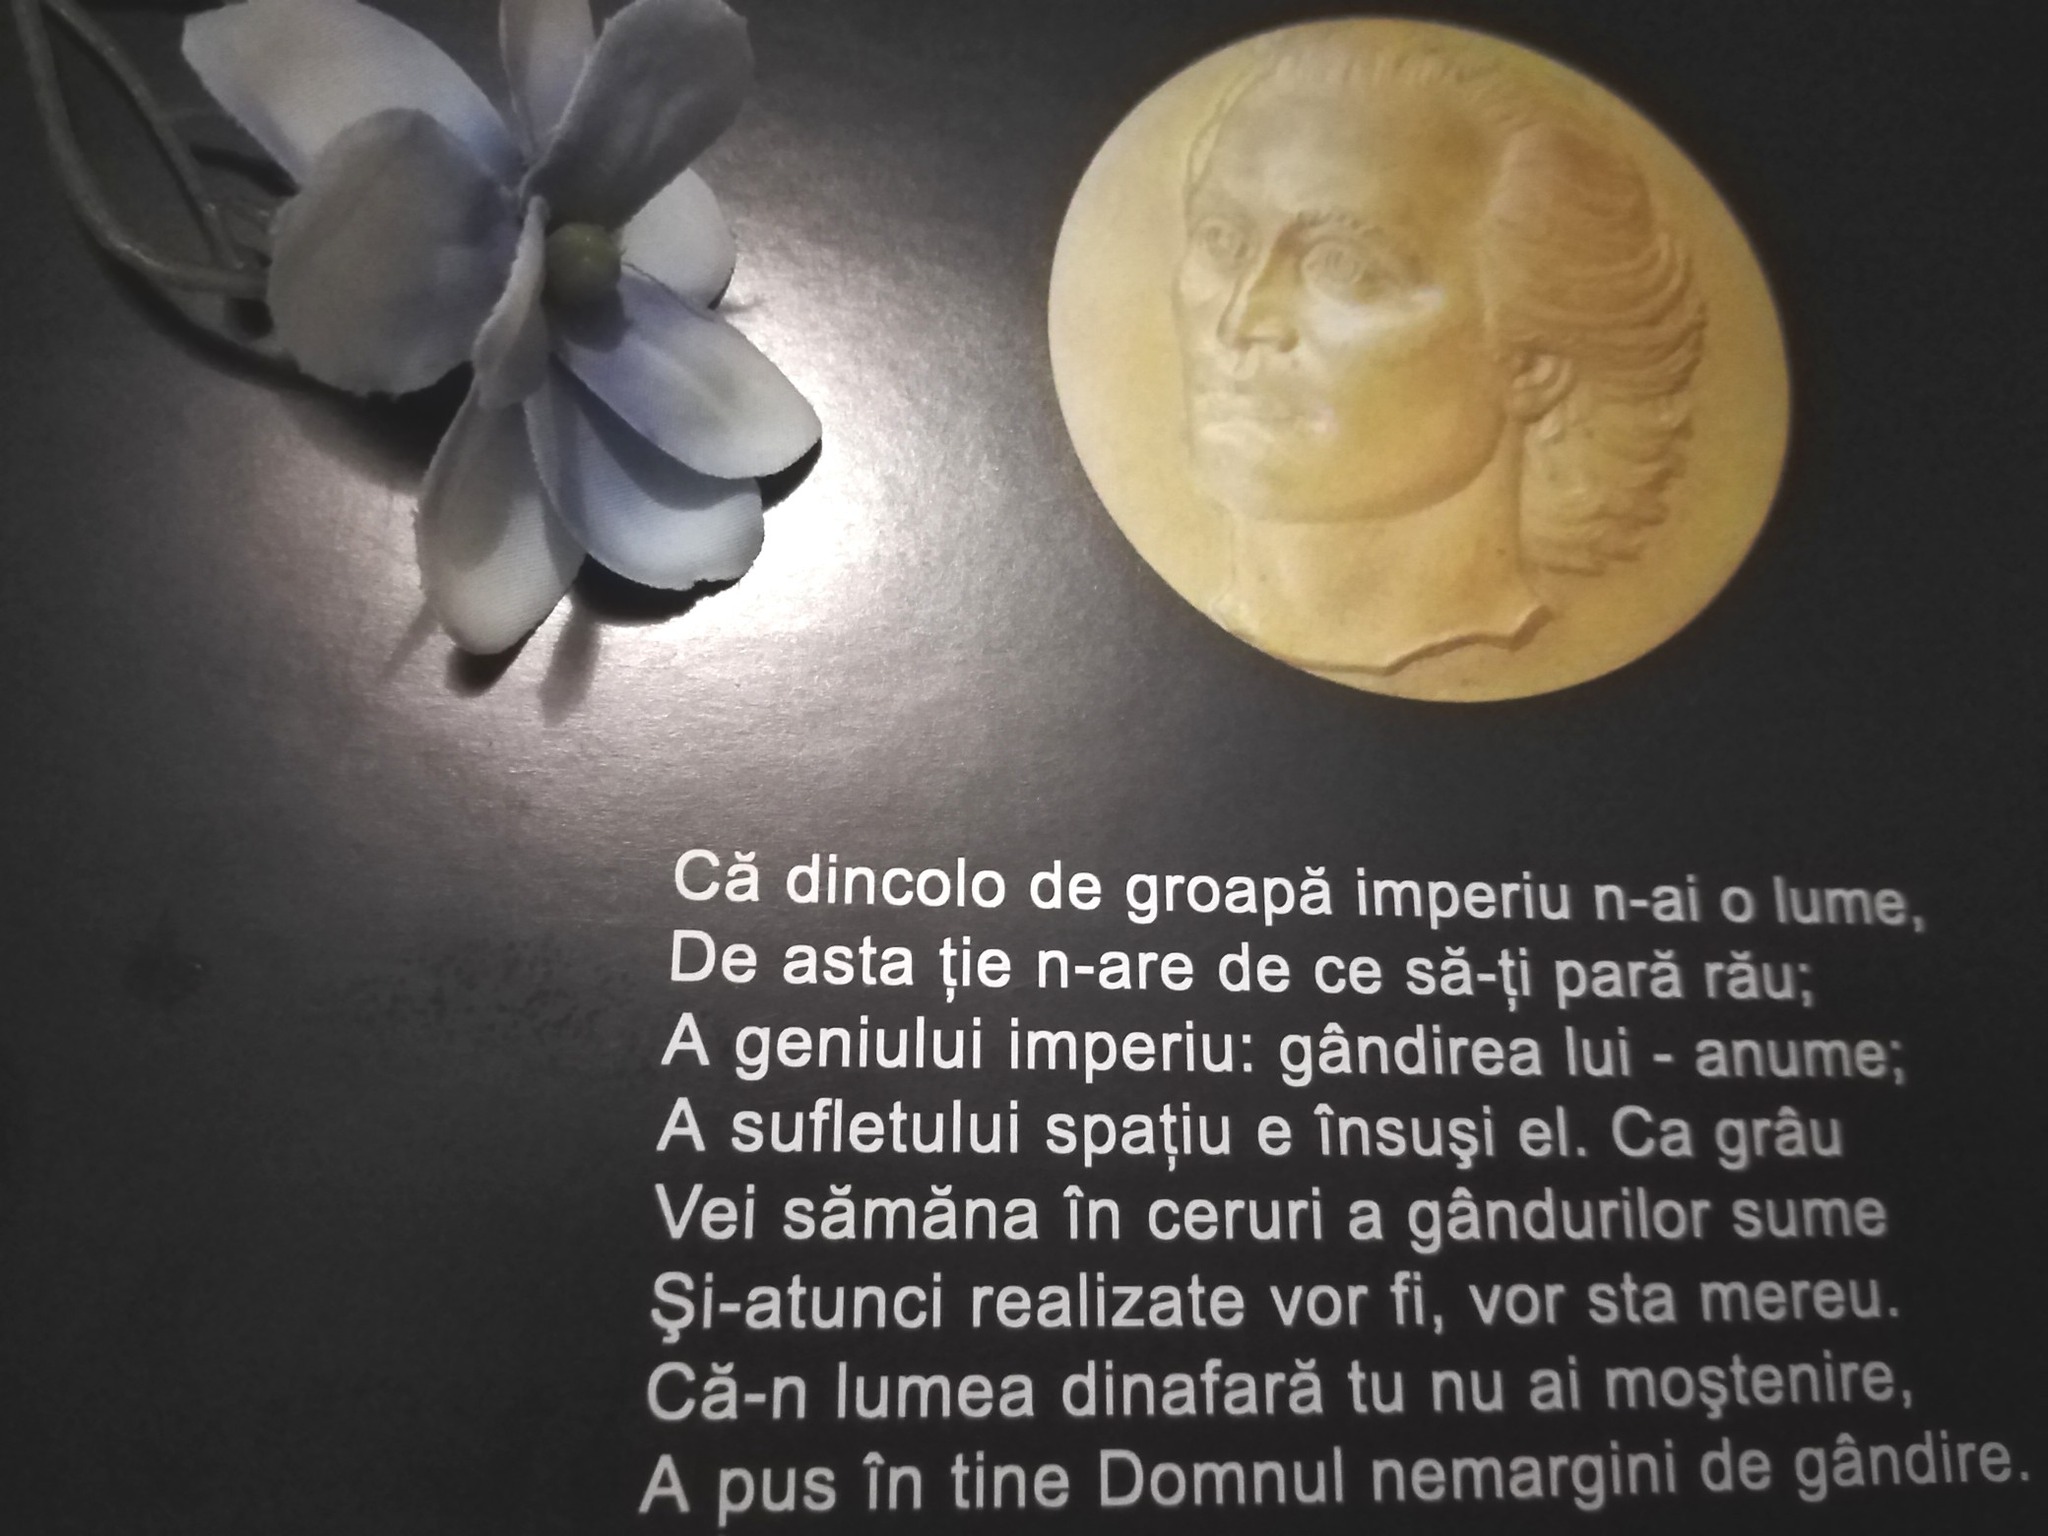 Că dincolo de groapă imperiu n-ai o lume,
De asta ție n-are de ce să-ți pară rău;
A geniului imperiu: gândirea lui - anume;
A sufletului spațiu e însuşi el. Ca grâu
Vei sămăna în ceruri a gândurilor sume
Şi-atunci realizate vor fi, vor sta mereu.
Că-n lumea dinafară tu nu ai moştenire,
A pus în tine Domnul nemargini de gândire.